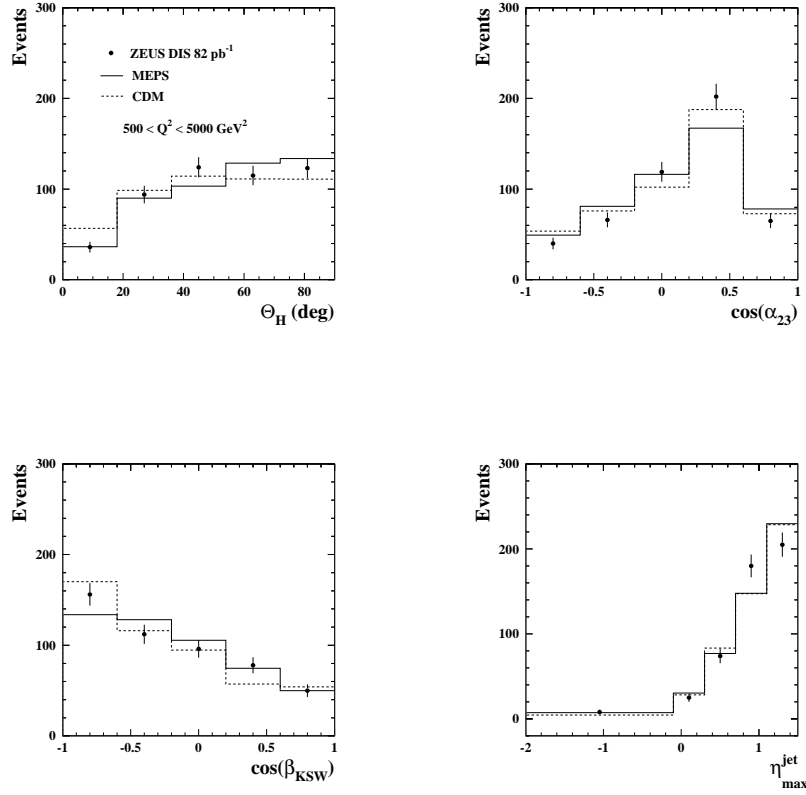 Events
300
200
100
0
ZEUS DIS 82 pb⁻¹
MEPS
CDM
500 < Q² < 5000 GeV²
0 20 40 60 80
Θ_H (deg)
Events
300
200
100
0
-1 -0.5 0 0.5 1
cos(α₂₃)
Events
300
200
100
0
-1 -0.5 0 0.5 1
cos(β_KSW)
Events
300
200
100
0
-2 -1 0 1
η^jet_max